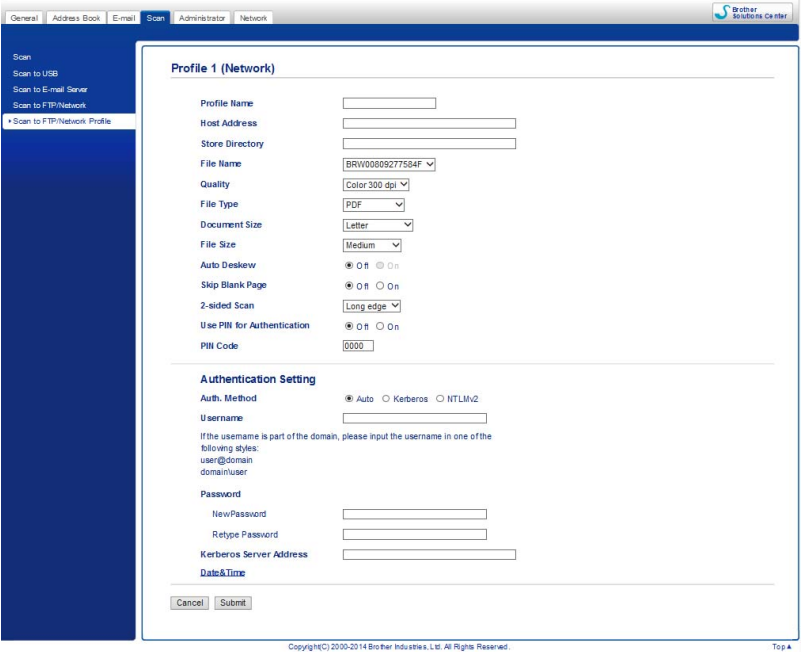 General Address Book E-mail Scan Administrator Network
Brother Solutions Center
Scan
Scan to USB
Scan to E-mail Server
Scan to FTP/Network
Scan to FTP/Network Profile
Profile 1 (Network)
Profile Name
Host Address
Store Directory
File Name BRW00809277584F
Quality Color 300 dpi
File Type PDF
Document Size Letter
File Size Medium
Auto Deskew Off On
Skip Blank Page Off On
2-sided Scan Long edge
Use PIN for Authentication Off On
PIN Code 0000
Authentication Setting
Auth. Method Auto Kerberos NTLMv2
Username
If the username is part of the domain, please input the username in one of the
following styles:
user@domain
domain\user
Password
New Password
Retype Password
Kerberos Server Address
Date&Time
Cancel Submit
Copyright(C) 2000-2014 Brother Industries, Ltd. All Rights Reserved.
Top▲